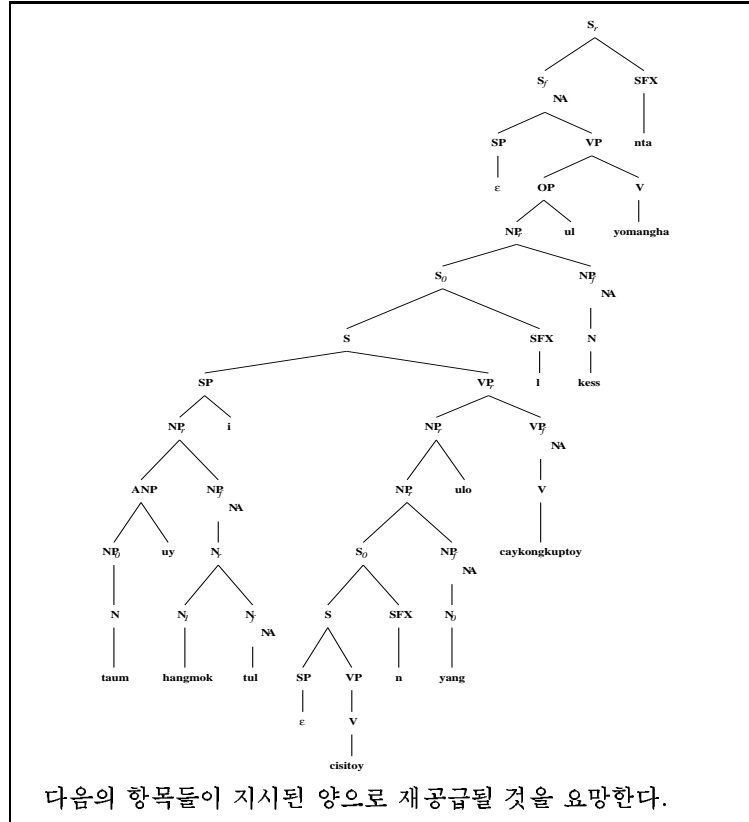 S_r
S_f SFX
NA
SP VP nta
ε OP V
NP_r ul yomangha
S_0 NP_f
NA
S SFX N
SP VP_r l kess
NP_r i NP_r VP_f
NA
ANP NP_f NP_r ulo V
NA
NP_0 uy N_r S_0 NP_f caykongkuptoy
NA
N N_1 N_f S SFX N_0
NA
taum hangmok tul SP VP n yang
ε V
cisitoy
다음의 항목들이 지시된 양으로 재공급될 것을 요망한다.